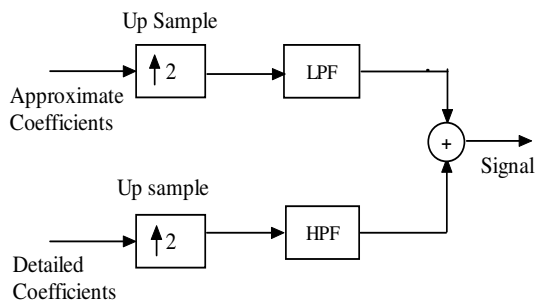 Up Sample
↑ 2
LPF
Approximate
Coefficients
+
Signal
Up sample
↑ 2
HPF
Detailed
Coefficients